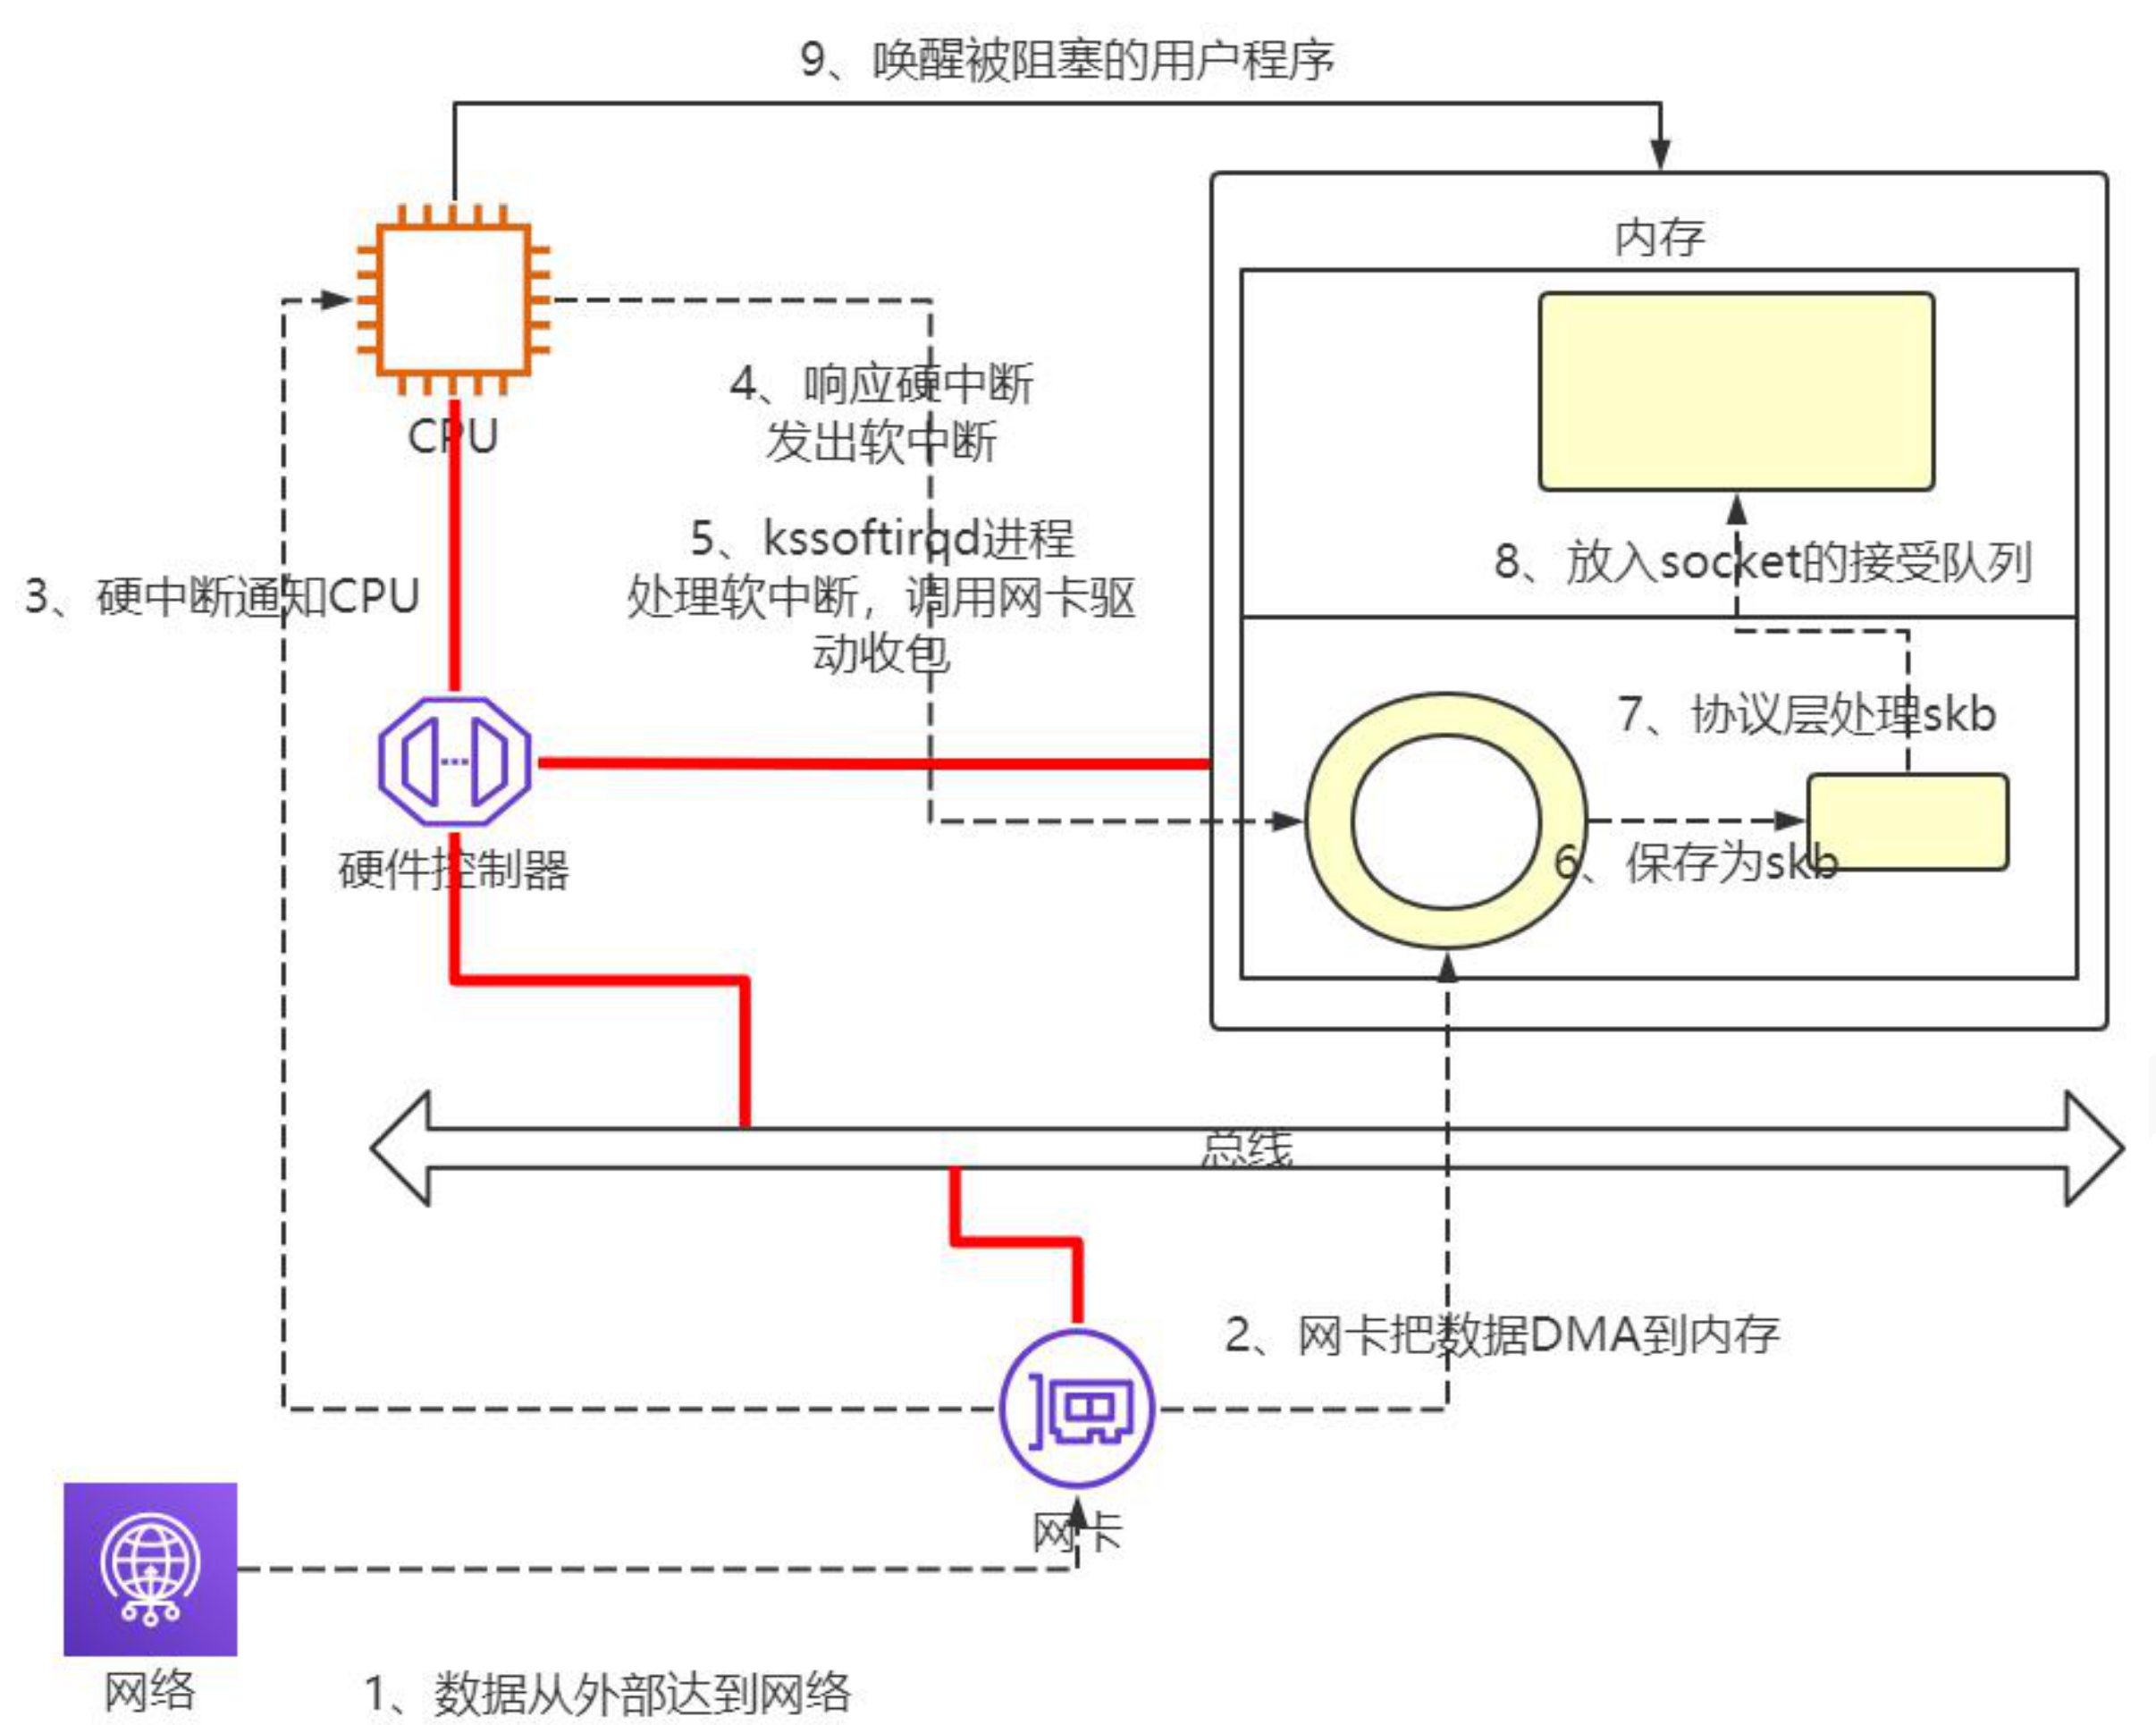 9、唤醒被阻塞的用户程序
内存
4、响应硬中断
发出软中断
CPU
5、kssoftirqd进程
处理软中断，调用网卡驱
动收包
3、硬中断通知CPU
8、放入socket的接受队列
7、协议层处理skb
6、保存为skb
硬件控制器
总线
2、网卡把数据DMA到内存
网卡
网络
1、数据从外部达到网络